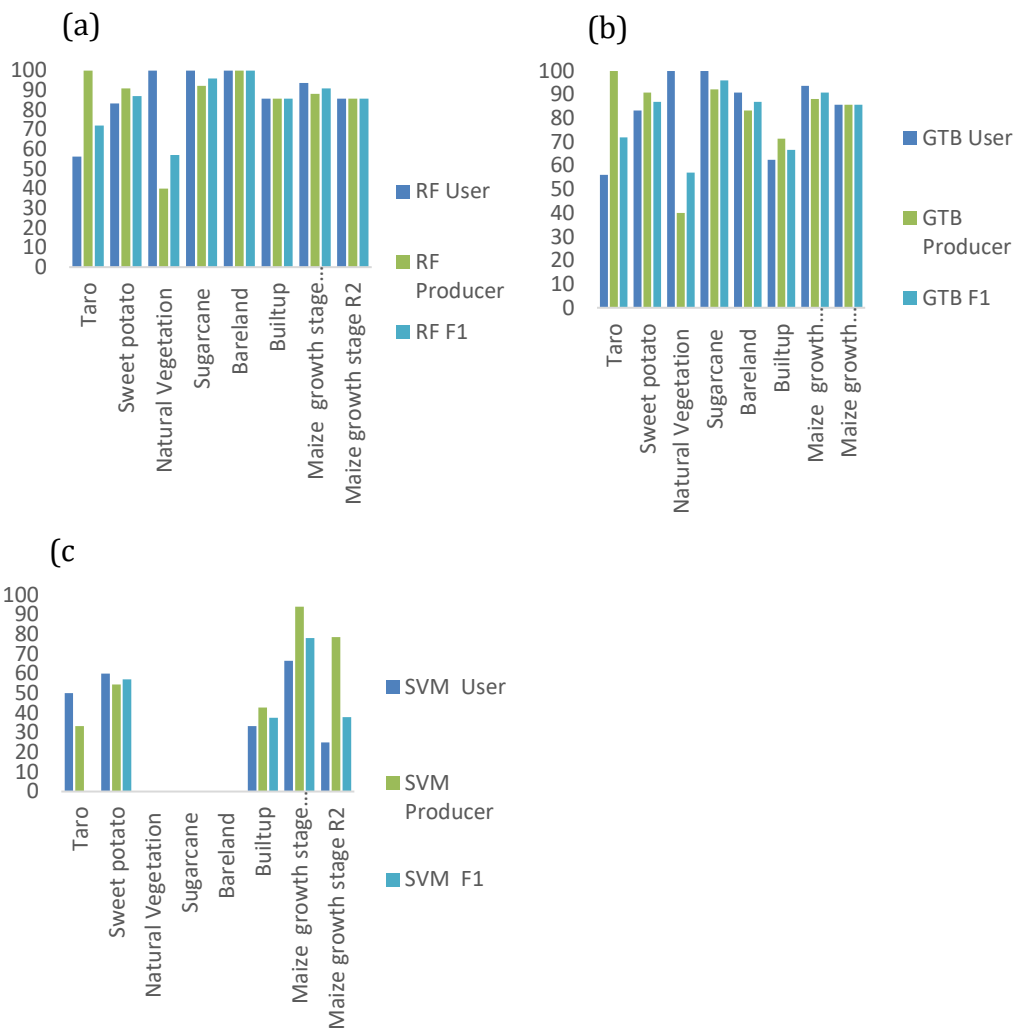 (a)
100
90
80
70
60
50
40
30
20
10
0
Taro
Sweet potato
Natural Vegetation
Sugarcane
Bareland
Builtup
Maize growth stage...
Maize growth stage R2
RF User
RF
Producer
RF F1
(b)
100
90
80
70
60
50
40
30
20
10
0
Taro
Sweet potato
Natural Vegetation
Sugarcane
Bareland
Builtup
Maize growth...
Maize growth...
GTB User
GTB
Producer
GTB F1
(c
100
90
80
70
60
50
40
30
20
10
0
Taro
Sweet potato
Natural Vegetation
Sugarcane
Bareland
Builtup
Maize growth stage...
Maize growth stage R2
SVM User
SVM
Producer
SVM F1